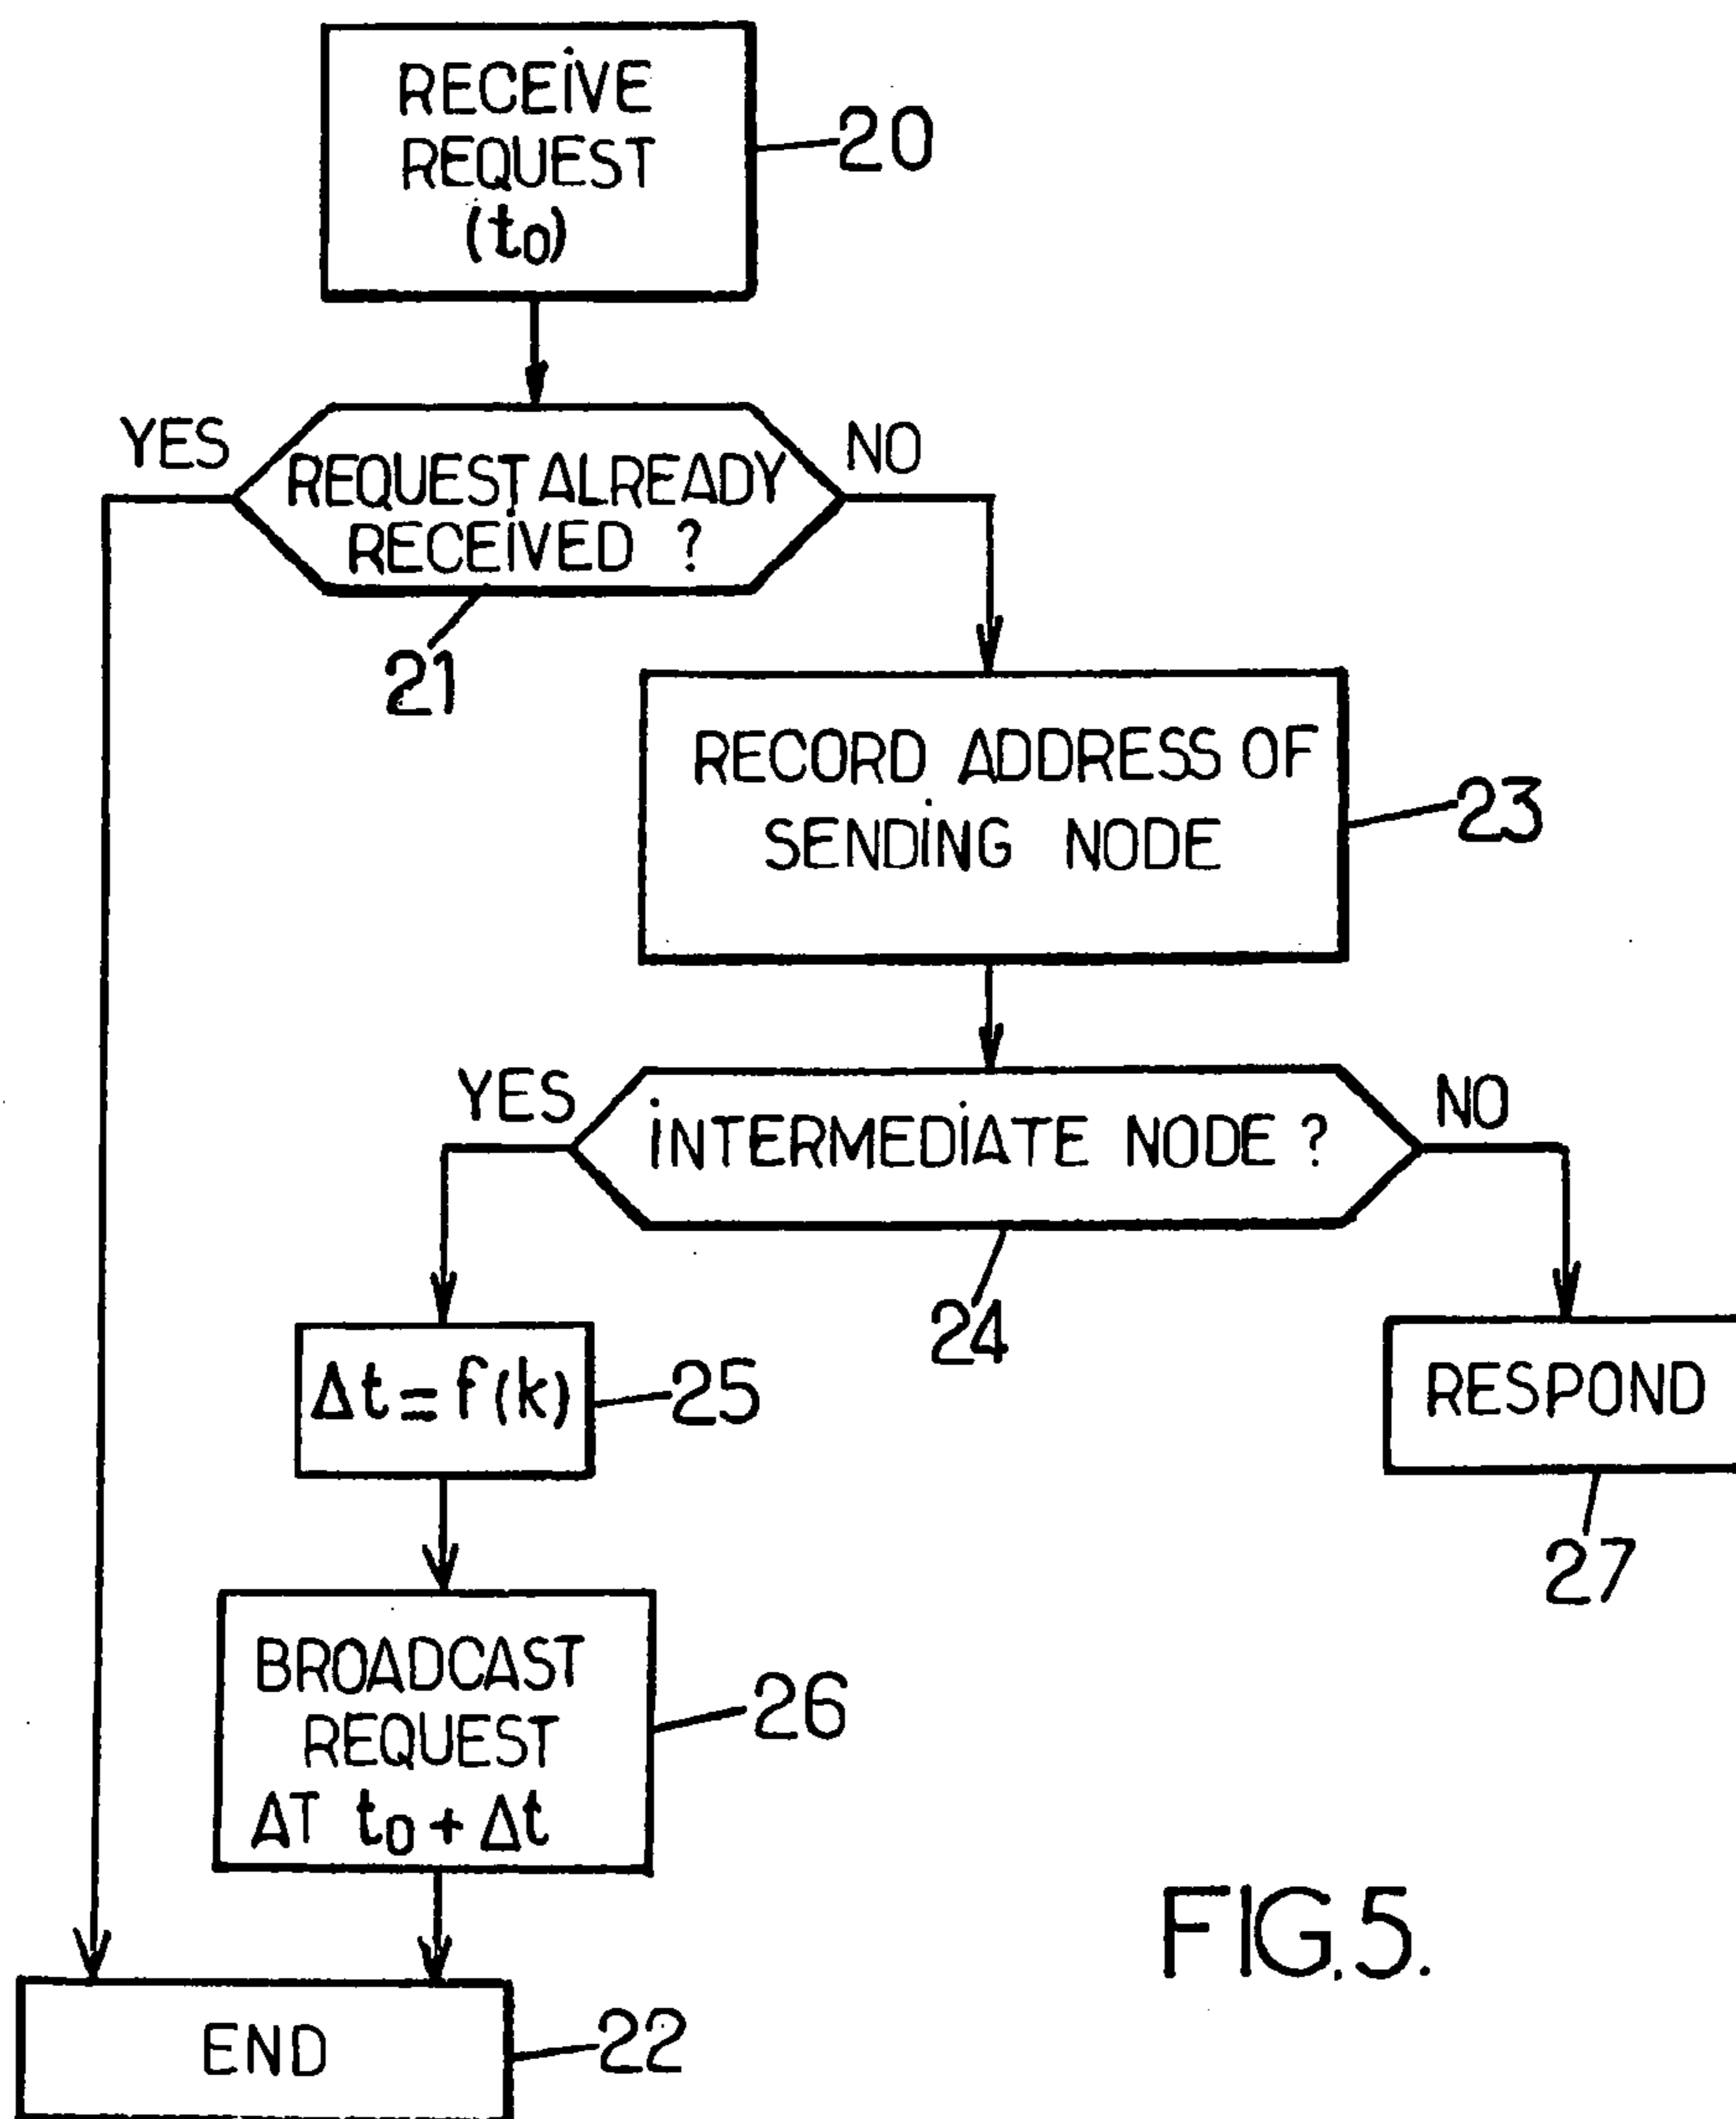 RECEIVE
REQUEST
(t₀)
20
YES
NO
REQUEST ALREADY
RECEIVED ?
21
RECORD ADDRESS OF
SENDING NODE
23
YES
NO
INTERMEDIATE NODE ?
24
Δt = f(k)
25
RESPOND
27
BROADCAST
REQUEST
AT t₀ + Δt
26
END
22
FIG.5.